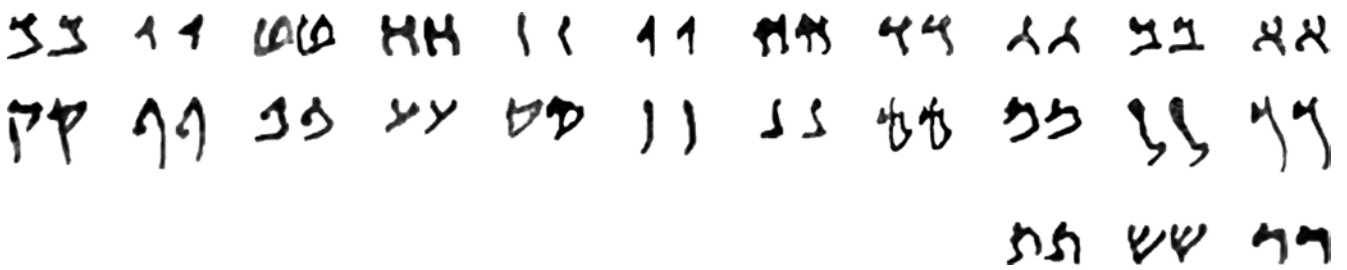 אא בב גג דד הה וו זז חח טט יי ככ
ךך לל ממ םם ננ ןן סס עע פפ ףף קק
רר שש תת